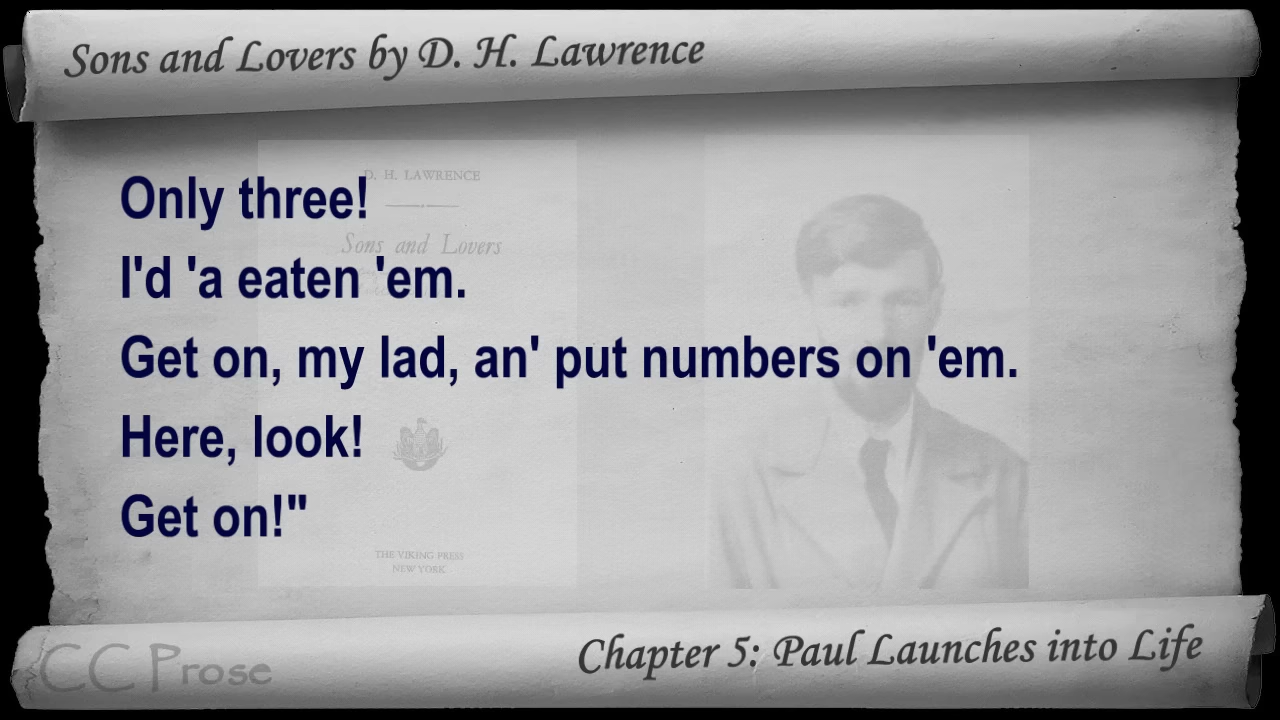 Sons and Lovers by D. H. Lawrence
D. H. LAWRENCE
Sons and Lovers
Only three!
I'd 'a eaten 'em.
Get on, my lad, an' put numbers on 'em.
Here, look!
Get on!"
THE VIKING PRESS
NEW YORK
Chapter 5: Paul Launches into Life
CC Prose